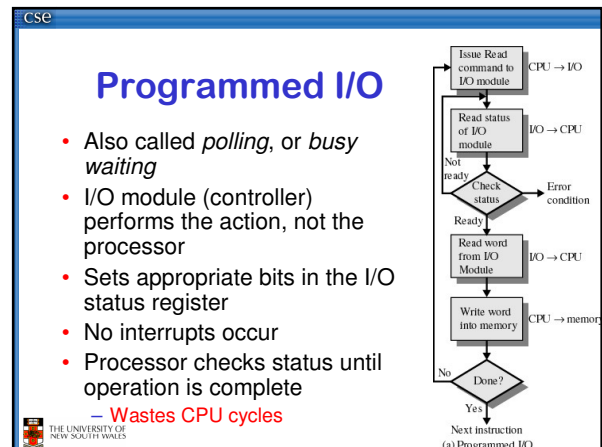 cse
Programmed I/O
• Also called polling, or busy
waiting
• I/O module (controller)
performs the action, not the
processor
• Sets appropriate bits in the I/O
status register
• No interrupts occur
• Processor checks status until
operation is complete
– Wastes CPU cycles
THE UNIVERSITY OF
NEW SOUTH WALES
Issue Read
command to
I/O module
CPU → I/O
Read status
of I/O
module
I/O → CPU
Not
ready
Check
status
Error
condition
Ready
Read word
from I/O
Module
I/O → CPU
Write word
into memory
CPU → memory
No
Done?
Yes
Next instruction
(a) Programmed I/O